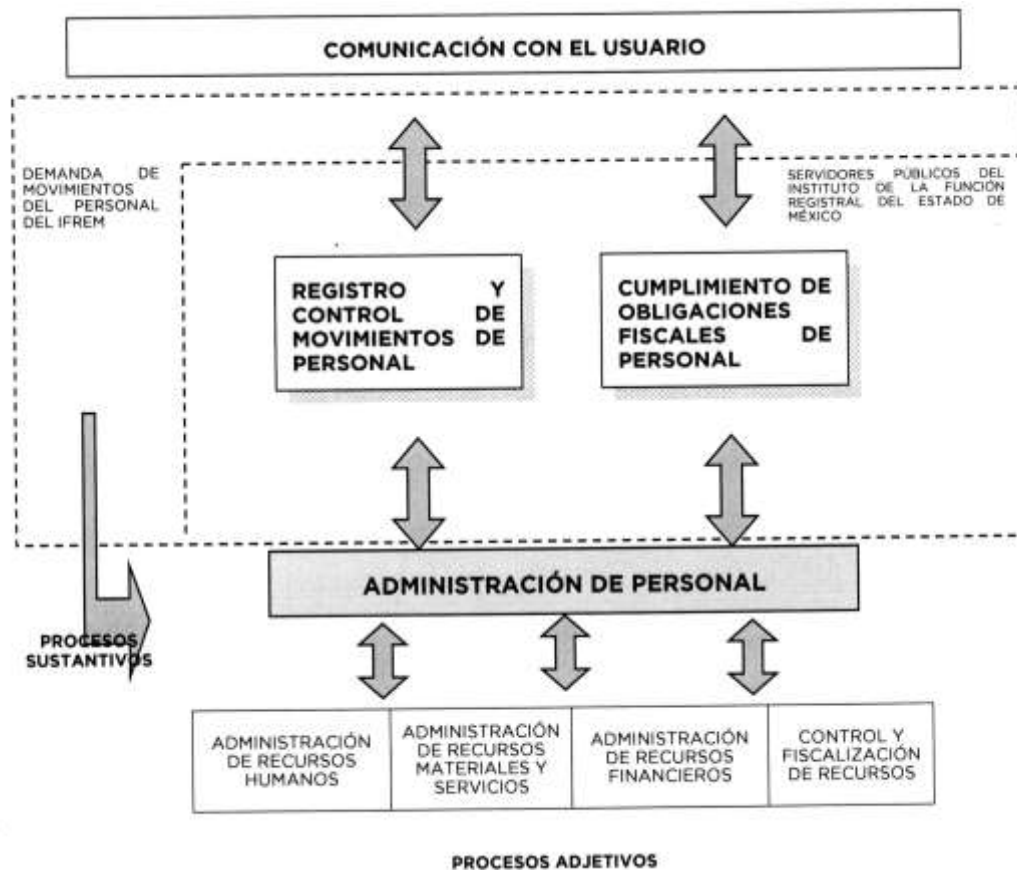 COMUNICACIÓN CON EL USUARIO
DEMANDA DE
MOVIMIENTOS
DEL PERSONAL
DEL IFREM
SERVIDORES PÚBLICOS DEL
INSTITUTO DE LA FUNCIÓN
REGISTRAL DEL ESTADO DE
MÉXICO
REGISTRO Y
CONTROL DE
MOVIMIENTOS DE
PERSONAL
CUMPLIMIENTO DE
OBLIGACIONES
FISCALES DE
PERSONAL
ADMINISTRACIÓN DE PERSONAL
PROCESOS
SUSTANTIVOS
ADMINISTRACIÓN
DE RECURSOS
HUMANOS
ADMINISTRACIÓN
DE RECURSOS
MATERIALES Y
SERVICIOS
ADMINISTRACIÓN
DE RECURSOS
FINANCIEROS
CONTROL Y
FISCALIZACIÓN
DE RECURSOS
PROCESOS ADJETIVOS